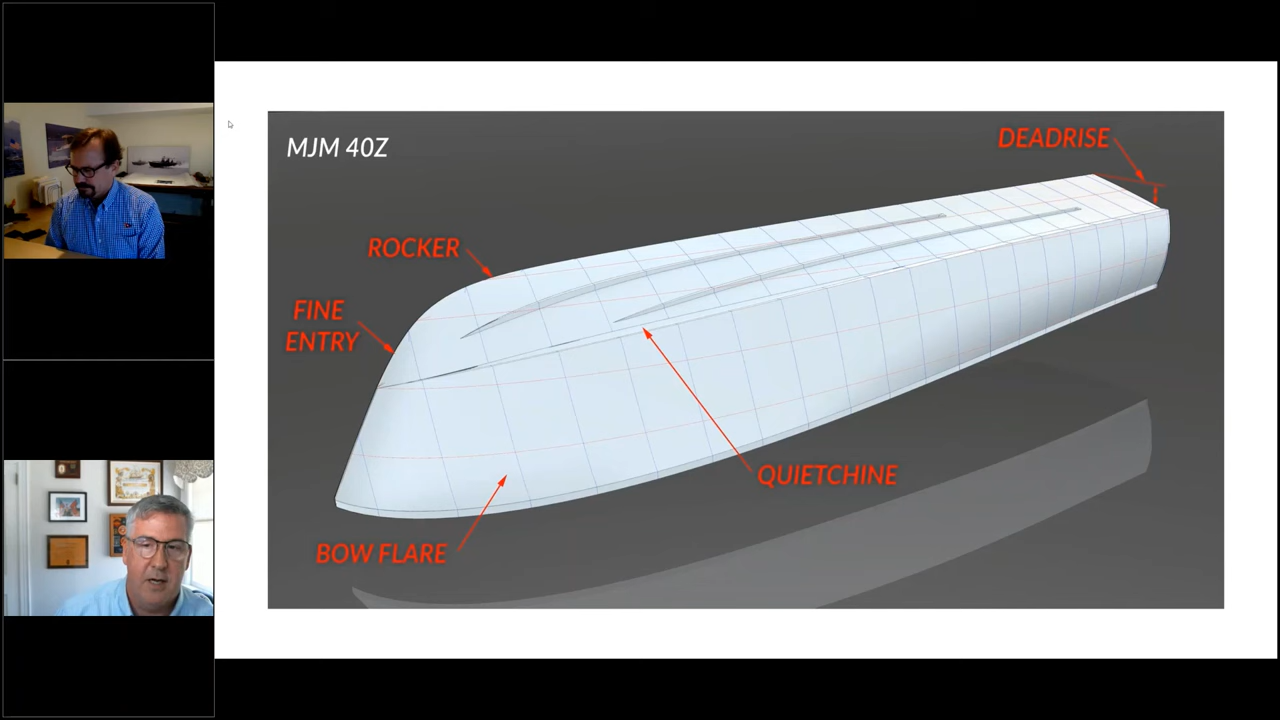 MJM 40Z
DEADRISE
ROCKER
FINE
ENTRY
QUIETCHINE
BOW FLARE